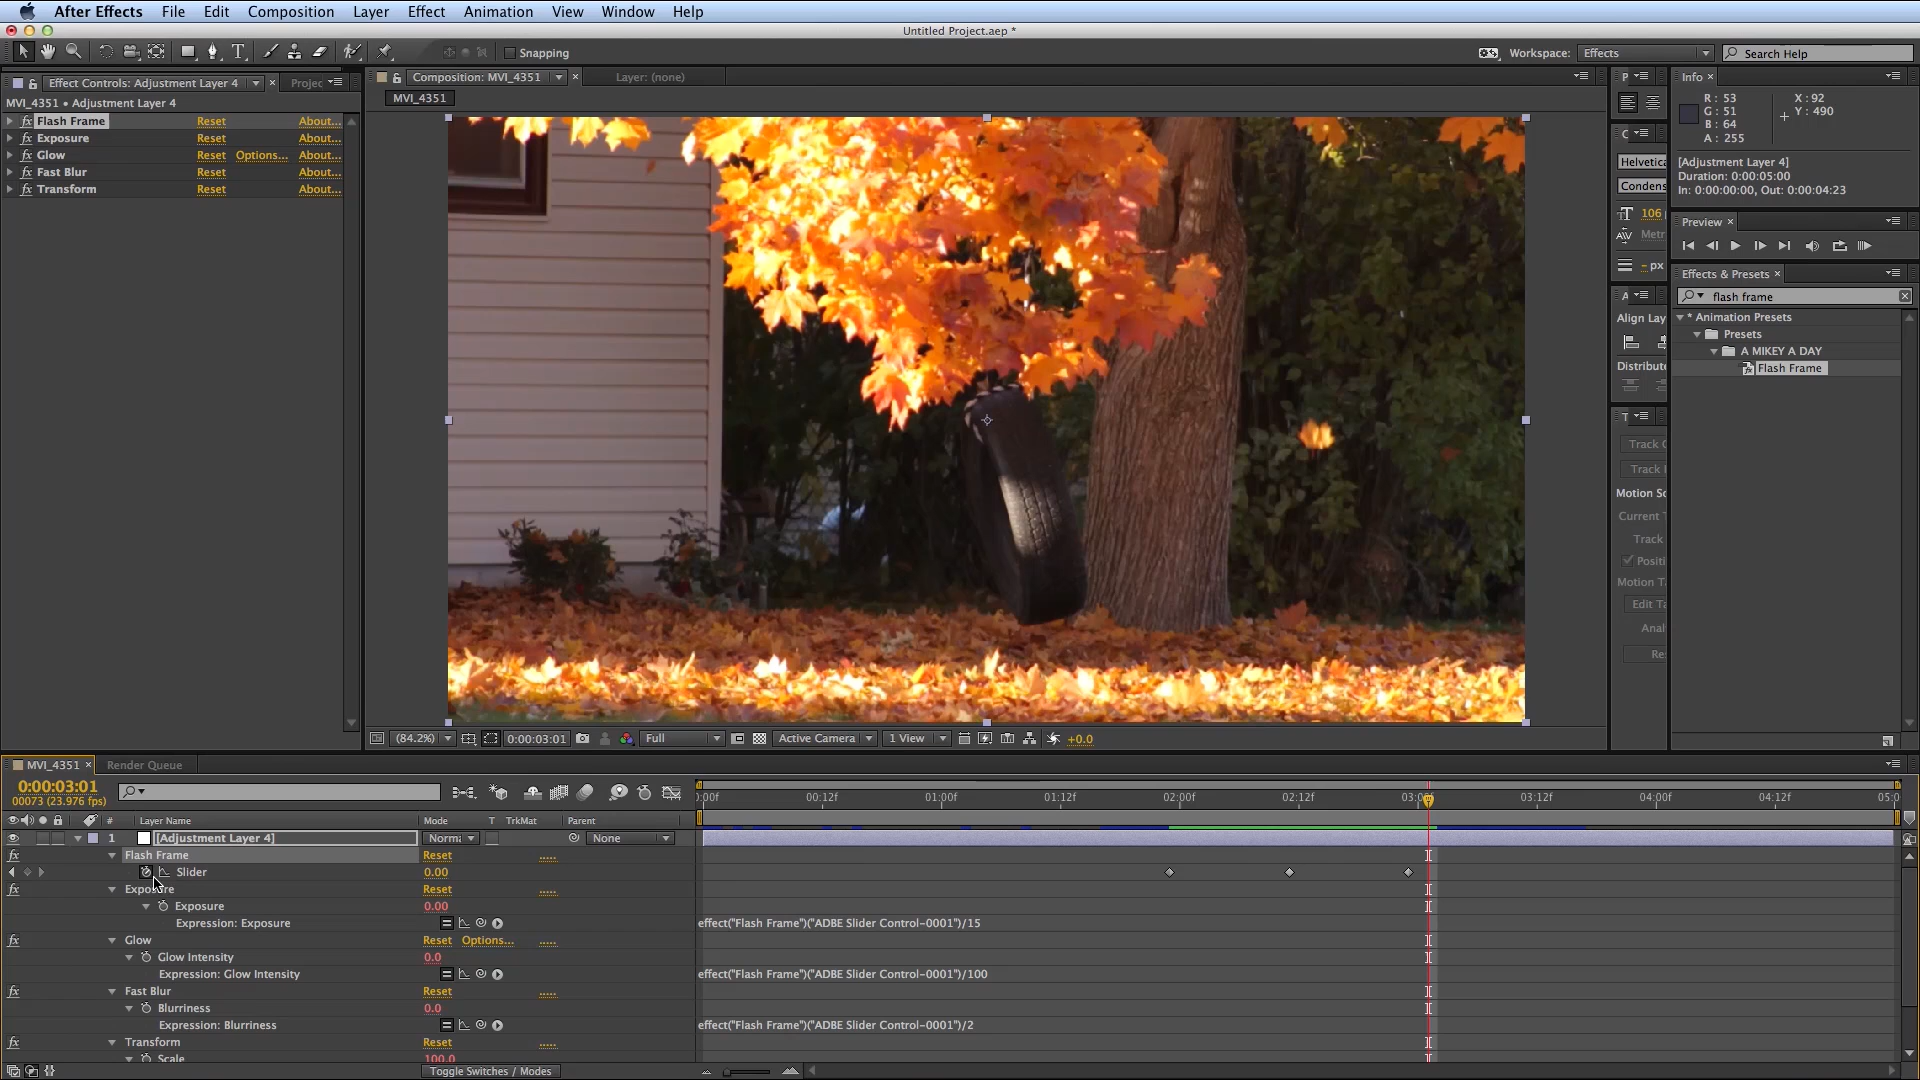 After Effects File Edit Composition Layer Effect Animation View Window Help
Untitled Project.aep *
Snapping
Workspace: Effects
Search Help
Effect Controls: Adjustment Layer 4
Projec
MVI_4351 • Adjustment Layer 4
fx Flash Frame Reset About...
fx Exposure Reset About...
fx Glow Reset Options... About...
fx Fast Blur Reset About...
fx Transform Reset About...
Composition: MVI_4351
Layer: (none)
MVI_4351
(84.2%) 0:00:03:01 Full Active Camera 1 View +0.0
P
C
Helvetica
Condens
106
Metr
- px
A
Align Lay
Distribute
T
Track C
Track
Motion Sc
Current T
Track
Positi
Motion Ta
Edit Ta
Anal
Re
Info
R: 53 X: 92
G: 51 Y: 490
B: 64
A: 255
[Adjustment Layer 4]
Duration: 0:00:05:00
In: 0:00:00:00, Out: 0:00:04:23
Preview
Effects & Presets
flash frame
* Animation Presets
Presets
A MIKEY A DAY
Flash Frame
MVI_4351
Render Queue
0:00:03:01
00073 (23.976 fps)
:00f 00:12f 01:00f 01:12f 02:00f 02:12f 03:00f 03:12f 04:00f 04:12f 05:0
# Layer Name Mode T TrkMat Parent
1 [Adjustment Layer 4] Norma None
fx Flash Frame Reset .....
Slider 0.00
fx Exposure Reset .....
Exposure 0.00
Expression: Exposure effect("Flash Frame")("ADBE Slider Control-0001")/15
fx Glow Reset Options... .....
Glow Intensity 0.0
Expression: Glow Intensity effect("Flash Frame")("ADBE Slider Control-0001")/100
fx Fast Blur Reset .....
Blurriness 0.0
Expression: Blurriness effect("Flash Frame")("ADBE Slider Control-0001")/2
fx Transform Reset .....
Scale 100.0
Toggle Switches / Modes